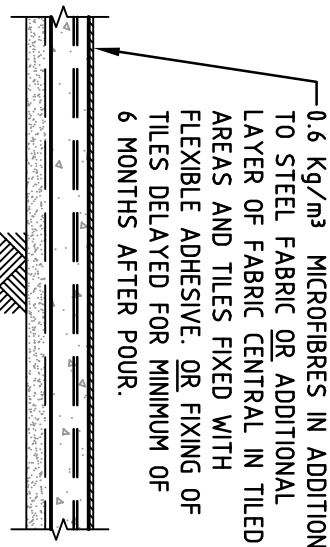 0.6 Kg/m³ MICROFIBRES IN ADDITION
TO STEEL FABRIC OR ADDITIONAL
LAYER OF FABRIC CENTRAL IN TILED
AREAS AND TILES FIXED WITH
FLEXIBLE ADHESIVE. OR FIXING OF
TILES DELAYED FOR MINIMUM OF
6 MONTHS AFTER POUR.